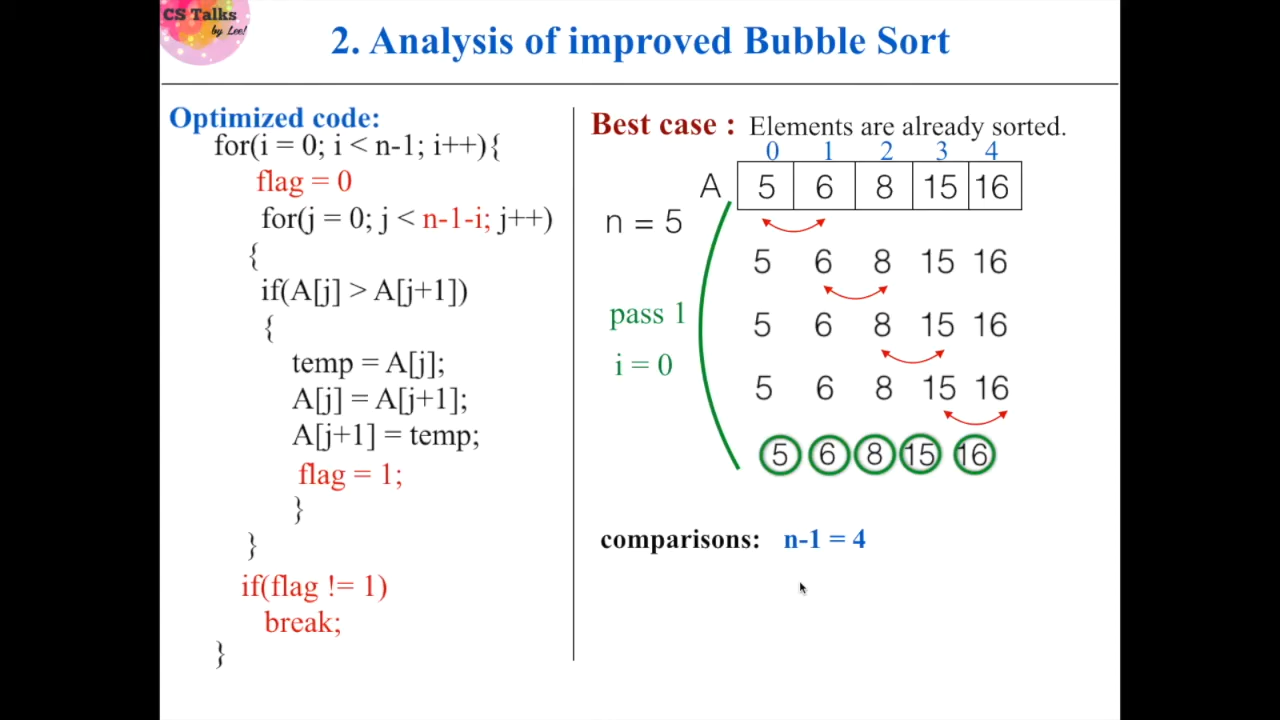 CS Talks
by Lee!
2. Analysis of improved Bubble Sort
Optimized code:
for(i = 0; i < n-1; i++){
flag = 0
for(j = 0; j < n-1-i; j++)
{
if(A[j] > A[j+1])
{
temp = A[j];
A[j] = A[j+1];
A[j+1] = temp;
flag = 1;
}
}
if(flag != 1)
break;
}
Best case : Elements are already sorted.
0 1 2 3 4
A 5 6 8 15 16
n = 5
5 6 8 15 16
pass 1
5 6 8 15 16
i = 0
5 6 8 15 16
5 6 8 15 16
comparisons: n-1 = 4